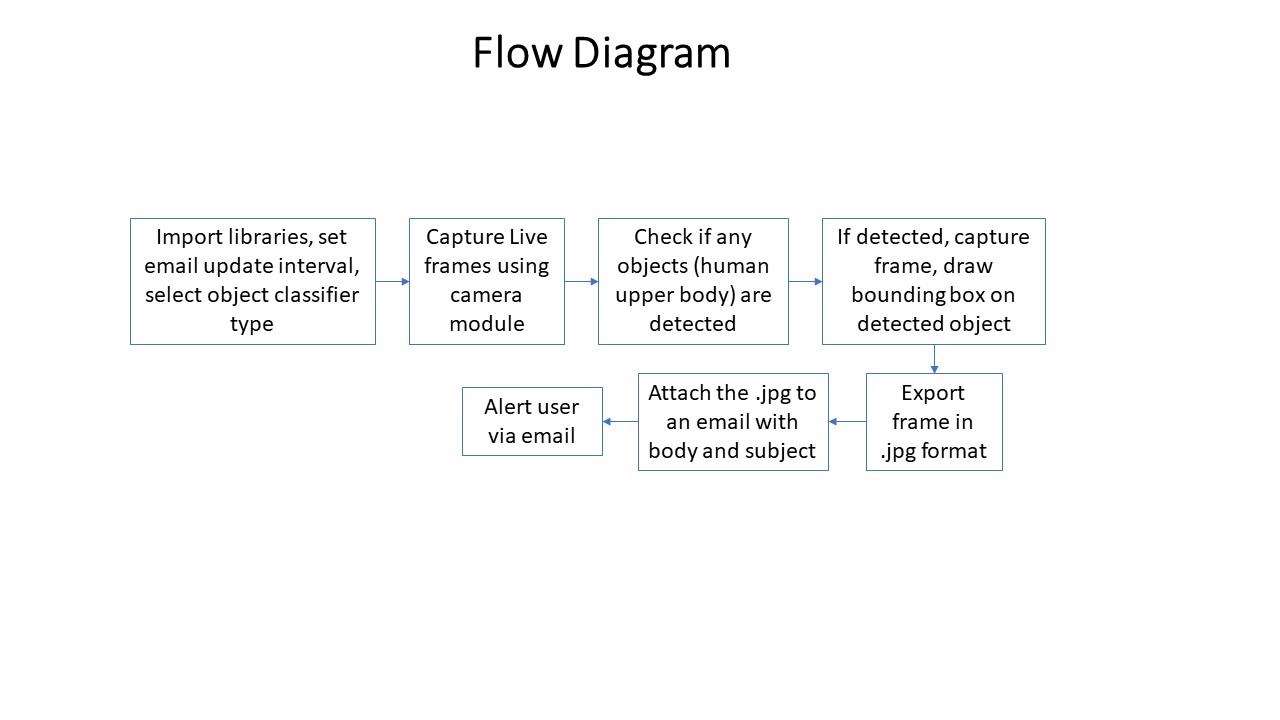 Flow Diagram
Import libraries, set
email update interval,
select object classifier
type
Capture Live
frames using
camera
module
Check if any
objects (human
upper body) are
detected
If detected, capture
frame, draw
bounding box on
detected object
Export
frame in
.jpg format
Attach the .jpg to
an email with
body and subject
Alert user
via email